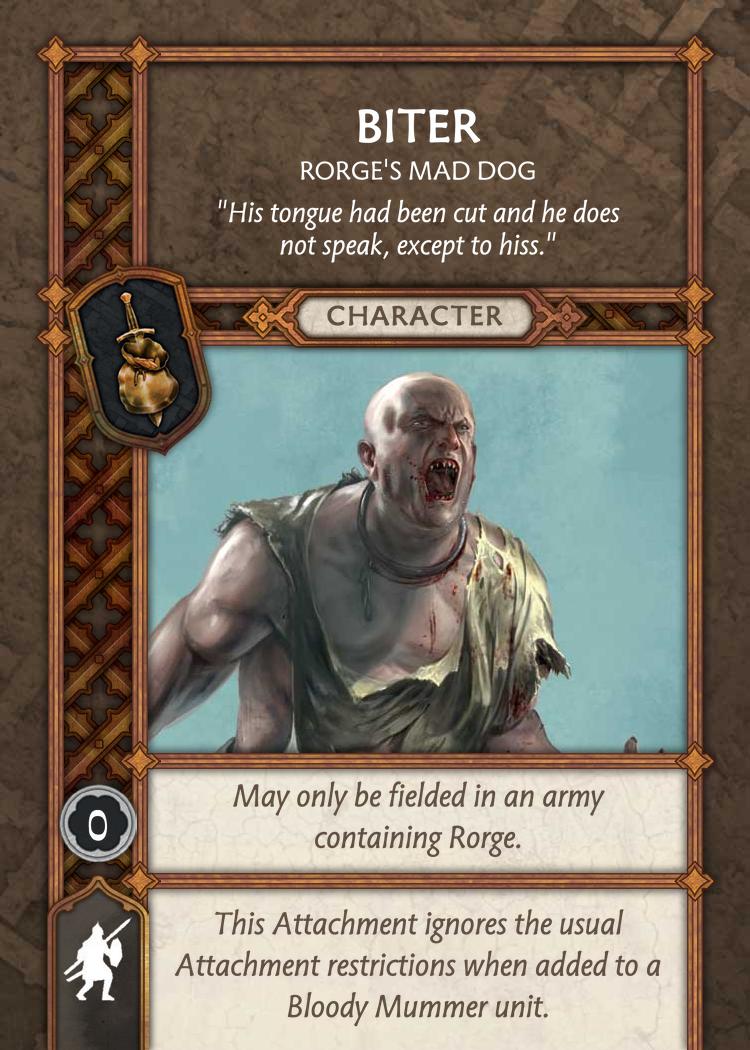 BITER
RORGE'S MAD DOG
"His tongue had been cut and he does
not speak, except to hiss."
CHARACTER
May only be fielded in an army
containing Rorge.
0
This Attachment ignores the usual
Attachment restrictions when added to a
Bloody Mummer unit.